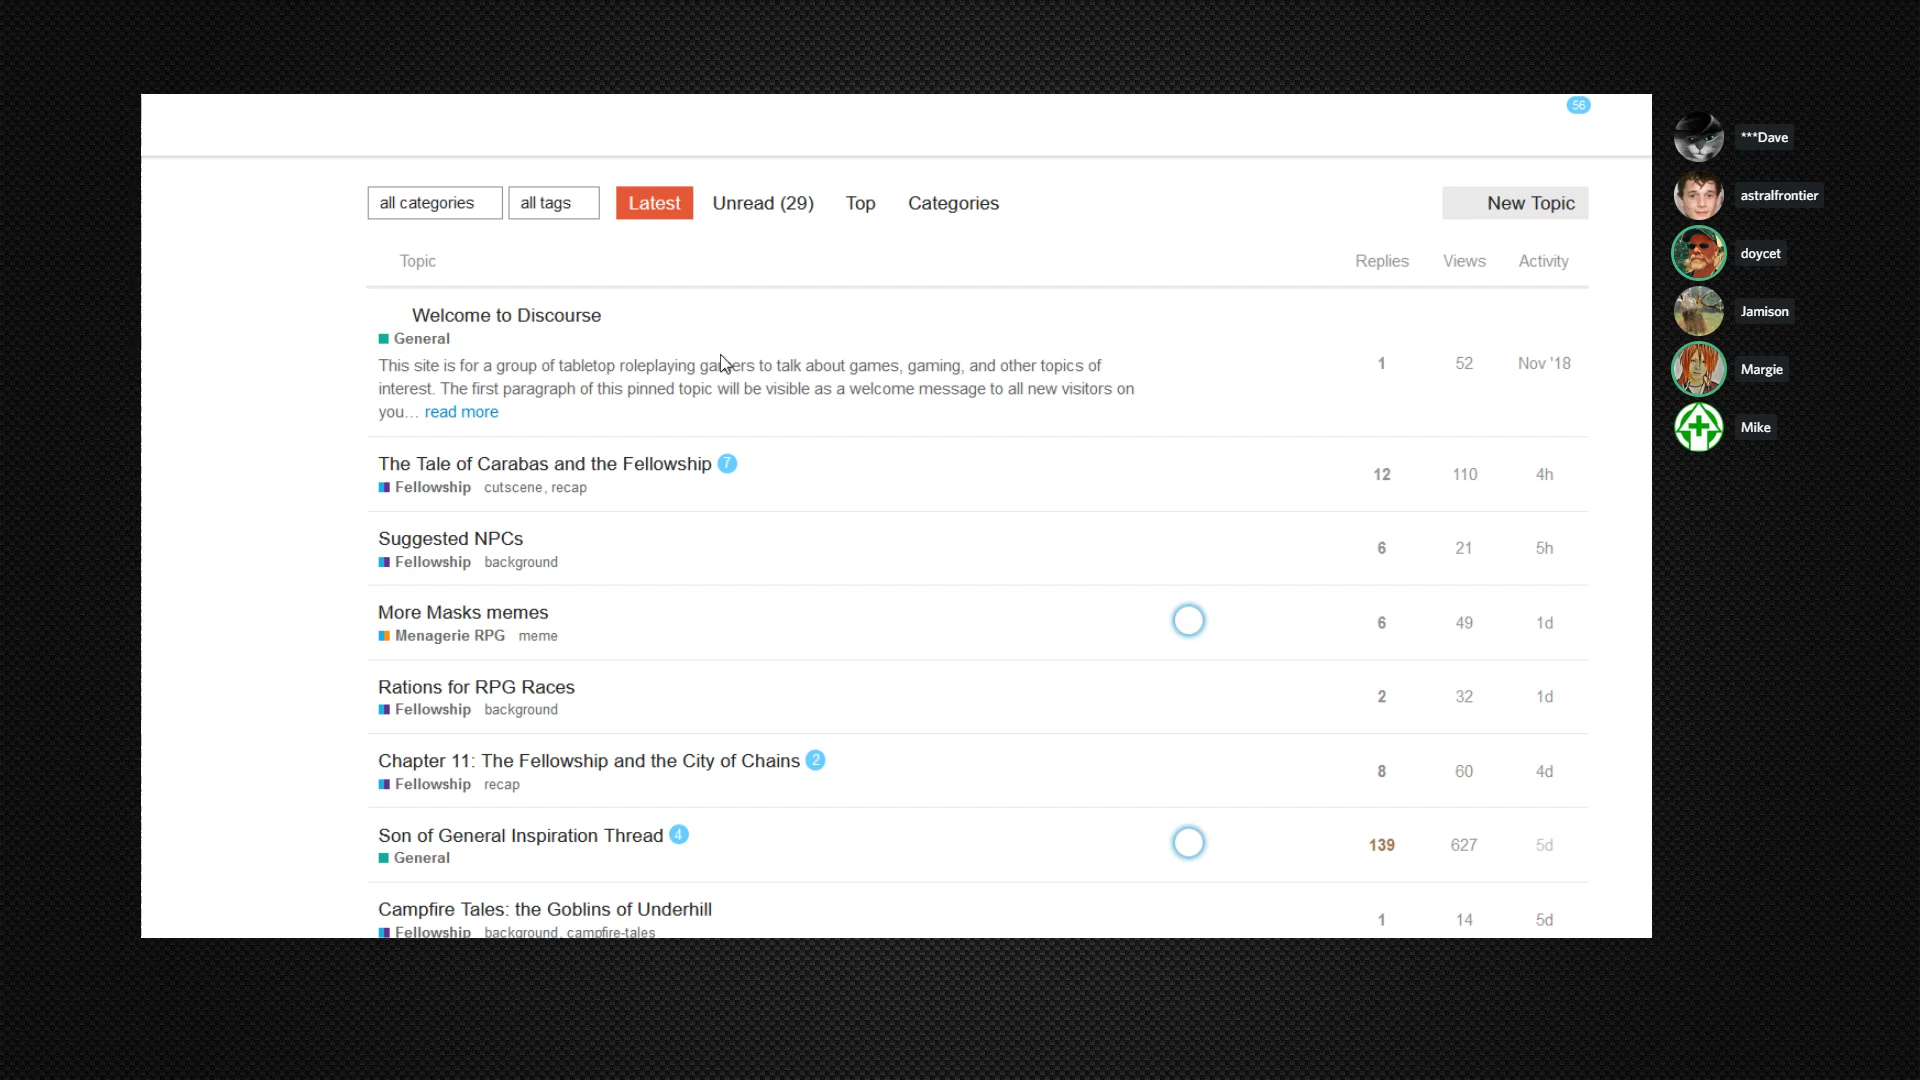 56
all categories all tags Latest Unread (29) Top Categories New Topic
Topic Replies Views Activity
Welcome to Discourse
General
This site is for a group of tabletop roleplaying gamers to talk about games, gaming, and other topics of
interest. The first paragraph of this pinned topic will be visible as a welcome message to all new visitors on
you… read more
1 52 Nov '18
The Tale of Carabas and the Fellowship 7
Fellowship cutscene, recap
12 110 4h
Suggested NPCs
Fellowship background
6 21 5h
More Masks memes
Menagerie RPG meme
6 49 1d
Rations for RPG Races
Fellowship background
2 32 1d
Chapter 11: The Fellowship and the City of Chains 2
Fellowship recap
8 60 4d
Son of General Inspiration Thread 4
General
139 627 5d
Campfire Tales: the Goblins of Underhill
Fellowship background, campfire-tales
1 14 5d
***Dave
astralfrontier
doycet
Jamison
Margie
Mike